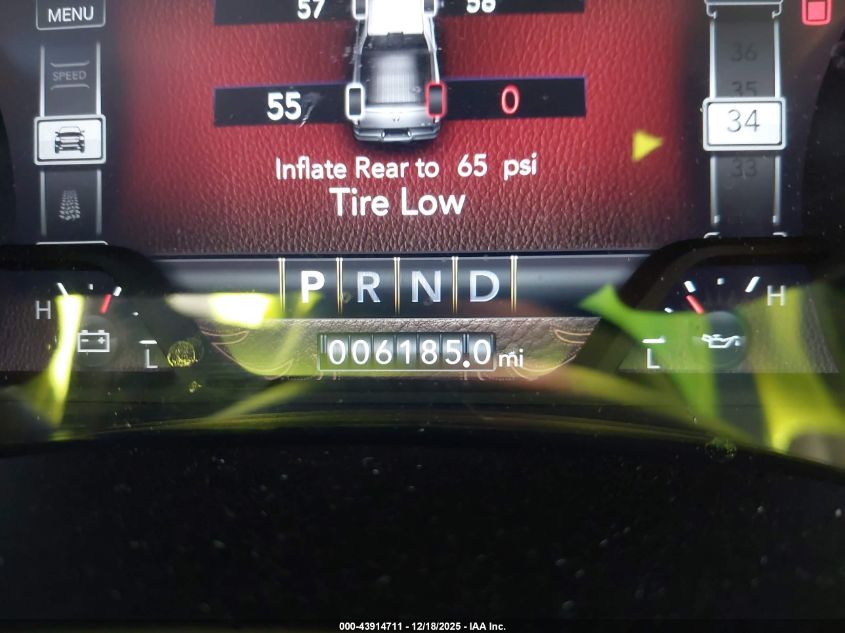 MENU
57
58
SPEED
55
0
36
35
34
33
Inflate Rear to 65 psi
Tire Low
P R N D
H
L
006185.0 mi
H
L
000-43914711 - 12/18/2025 - IAA Inc.